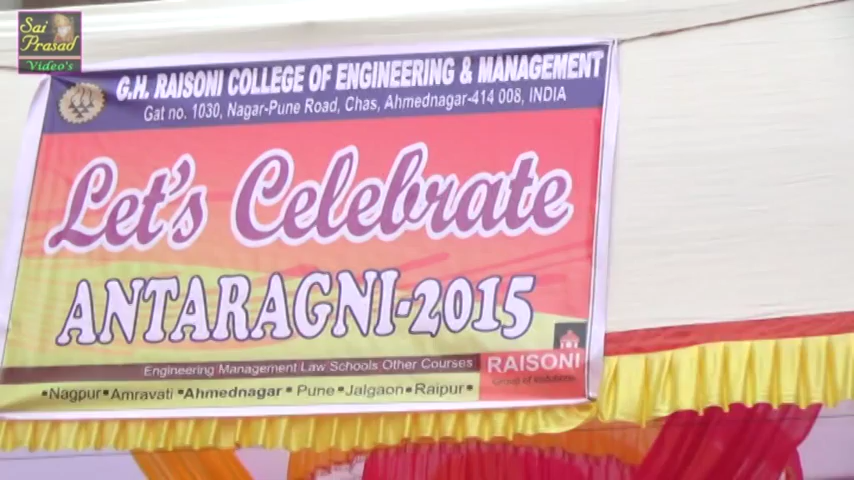 Sai
Prasad
Video's
G.H. RAISONI COLLEGE OF ENGINEERING & MANAGEMENT
Gat no. 1030, Nagar-Pune Road, Chas, Ahmednagar-414 008, INDIA
Let's Celebrate
ANTARAGNI-2015
Engineering Management Law Schools Other Courses
RAISONI
Group of Institutions
▪Nagpur▪Amravati ▪Ahmednagar ▪ Pune ▪Jalgaon▪Raipur▪